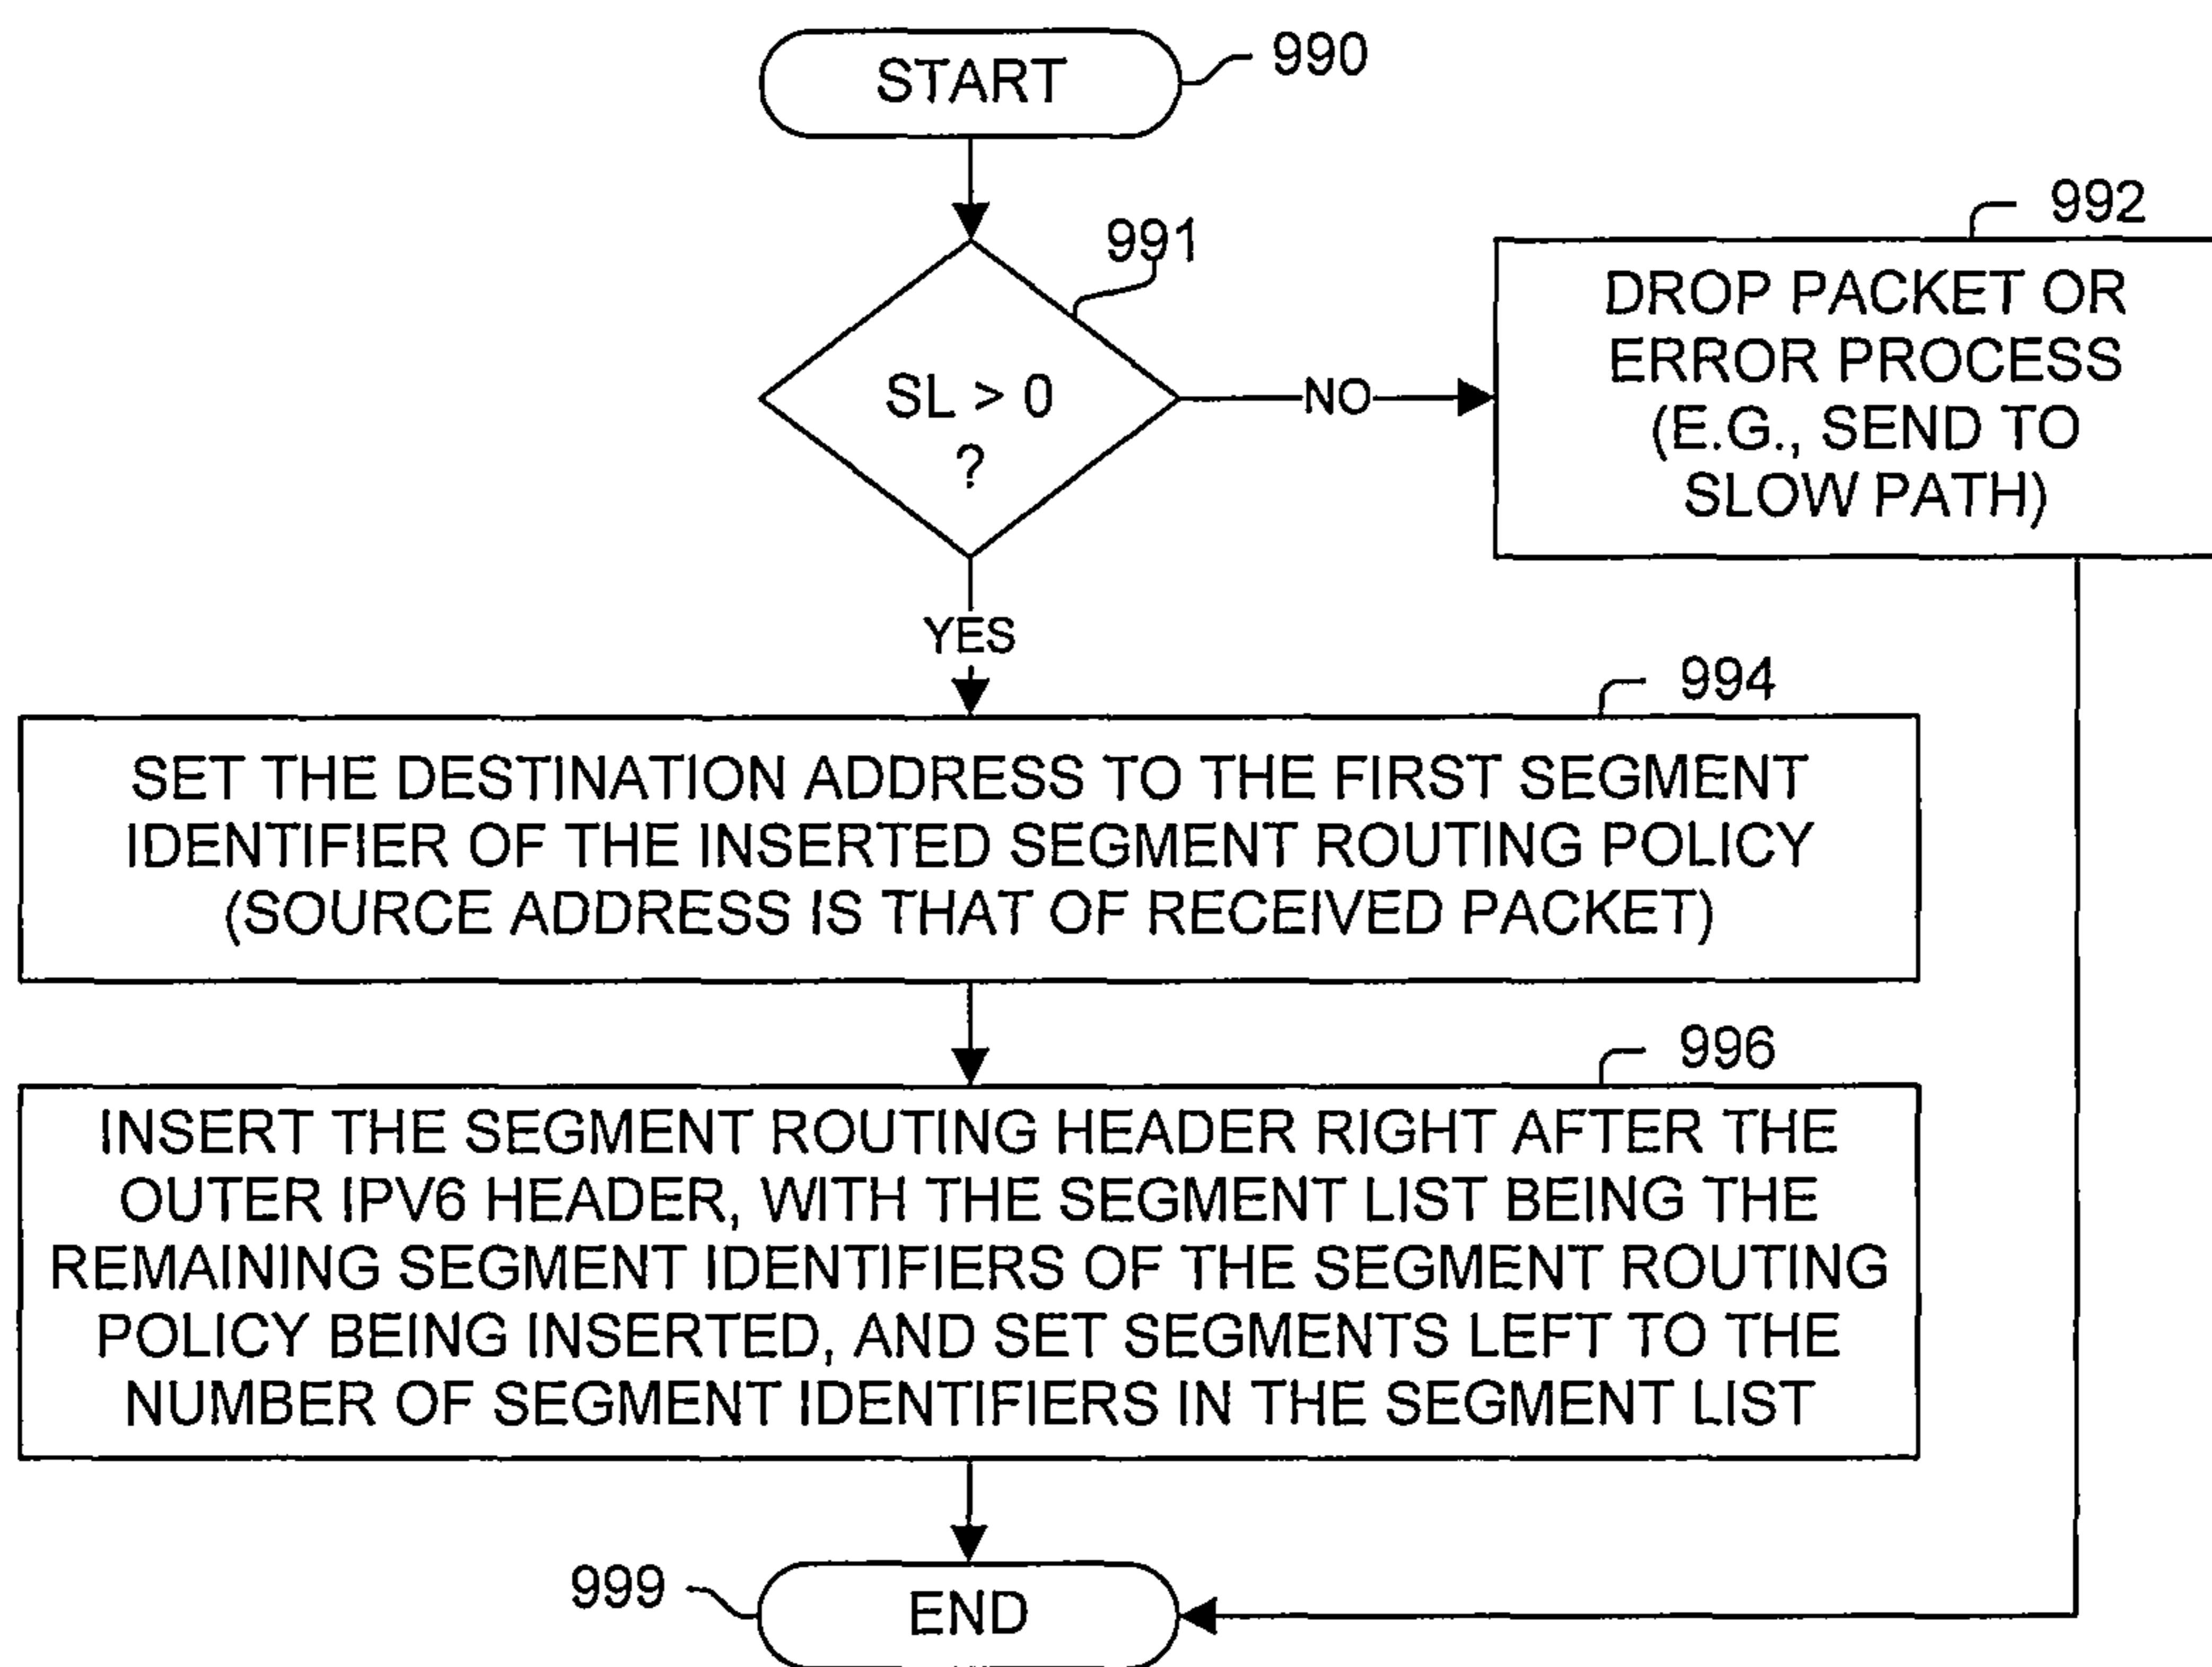 START
990
991
SL > 0
?
NO
992
DROP PACKET OR
ERROR PROCESS
(E.G., SEND TO
SLOW PATH)
YES
994
SET THE DESTINATION ADDRESS TO THE FIRST SEGMENT
IDENTIFIER OF THE INSERTED SEGMENT ROUTING POLICY
(SOURCE ADDRESS IS THAT OF RECEIVED PACKET)
996
INSERT THE SEGMENT ROUTING HEADER RIGHT AFTER THE
OUTER IPV6 HEADER, WITH THE SEGMENT LIST BEING THE
REMAINING SEGMENT IDENTIFIERS OF THE SEGMENT ROUTING
POLICY BEING INSERTED, AND SET SEGMENTS LEFT TO THE
NUMBER OF SEGMENT IDENTIFIERS IN THE SEGMENT LIST
999
END